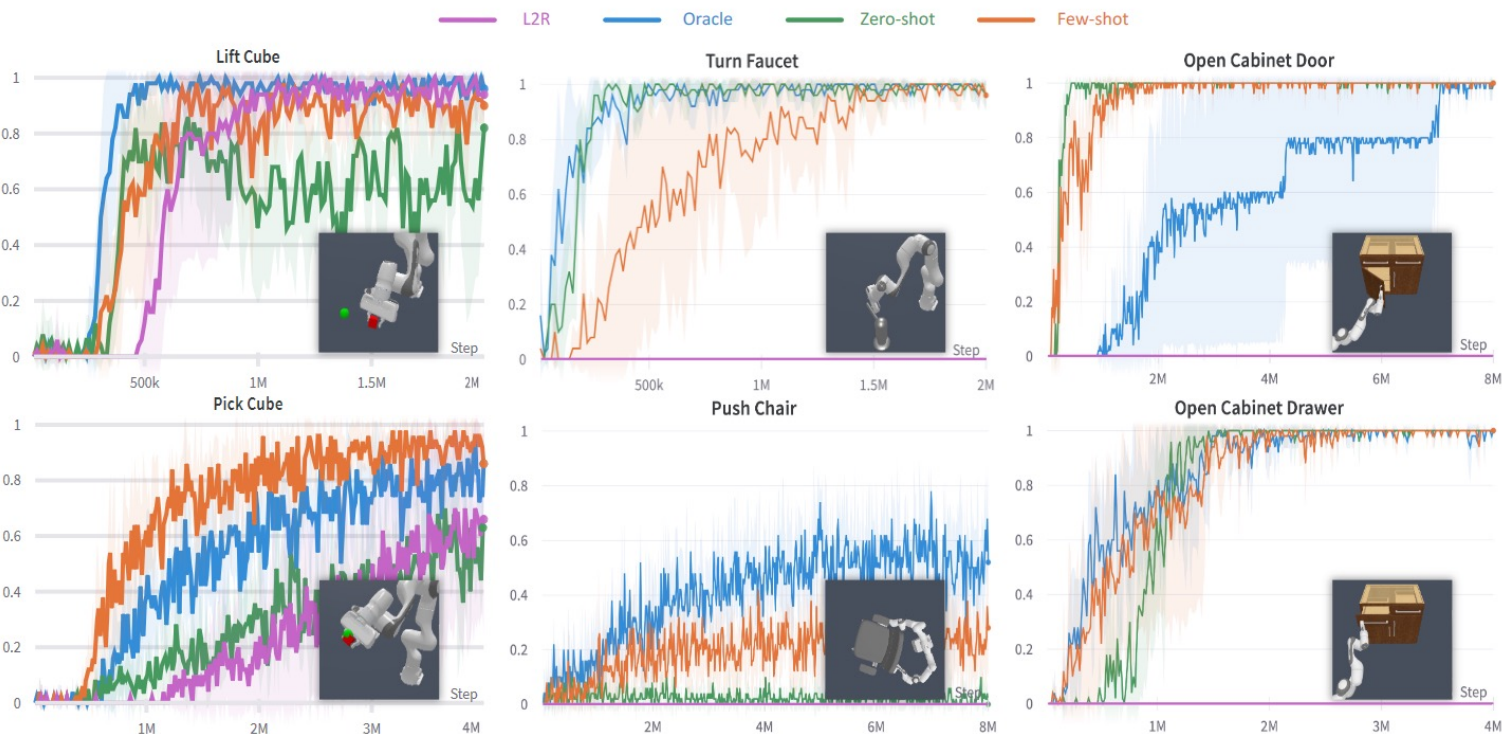 L2R Oracle Zero-shot Few-shot
Lift Cube
1
0.8
0.6
0.4
0.2
0
500k 1M 1.5M 2M
Step
Turn Faucet
1
0.8
0.6
0.4
0.2
0
500k 1M 1.5M 2M
Step
Open Cabinet Door
1
0.8
0.6
0.4
0.2
0
2M 4M 6M 8M
Step
Pick Cube
1
0.8
0.6
0.4
0.2
0
1M 2M 3M 4M
Step
Push Chair
1
0.8
0.6
0.4
0.2
0
2M 4M 6M 8M
Step
Open Cabinet Drawer
1
0.8
0.6
0.4
0.2
0
1M 2M 3M 4M
Step